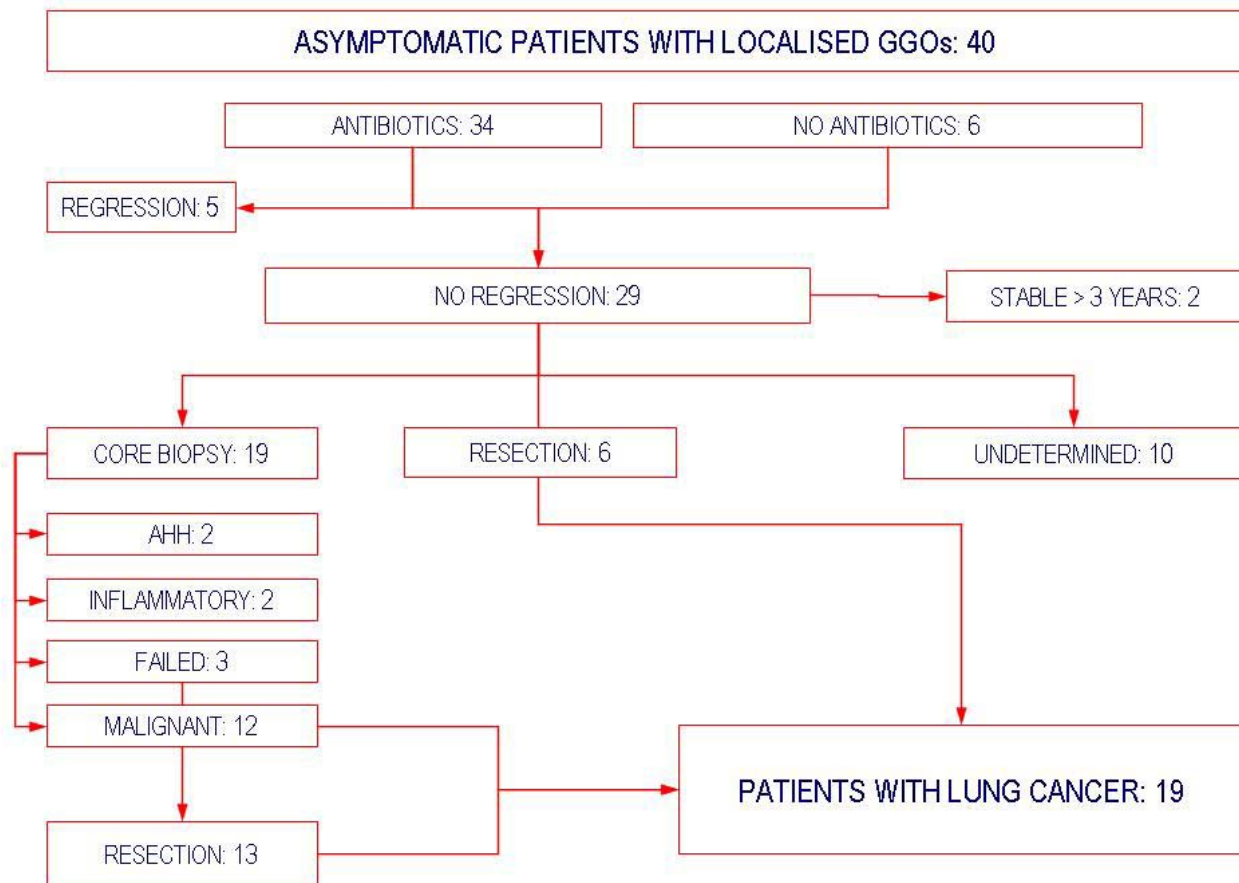 ASYMPTOMATIC PATIENTS WITH LOCALISED GGOs: 40
ANTIBIOTICS: 34
NO ANTIBIOTICS: 6
REGRESSION: 5
NO REGRESSION: 29
STABLE > 3 YEARS: 2
CORE BIOPSY: 19
RESECTION: 6
UNDETERMINED: 10
AHH: 2
INFLAMMATORY: 2
FAILED: 3
MALIGNANT: 12
PATIENTS WITH LUNG CANCER: 19
RESECTION: 13